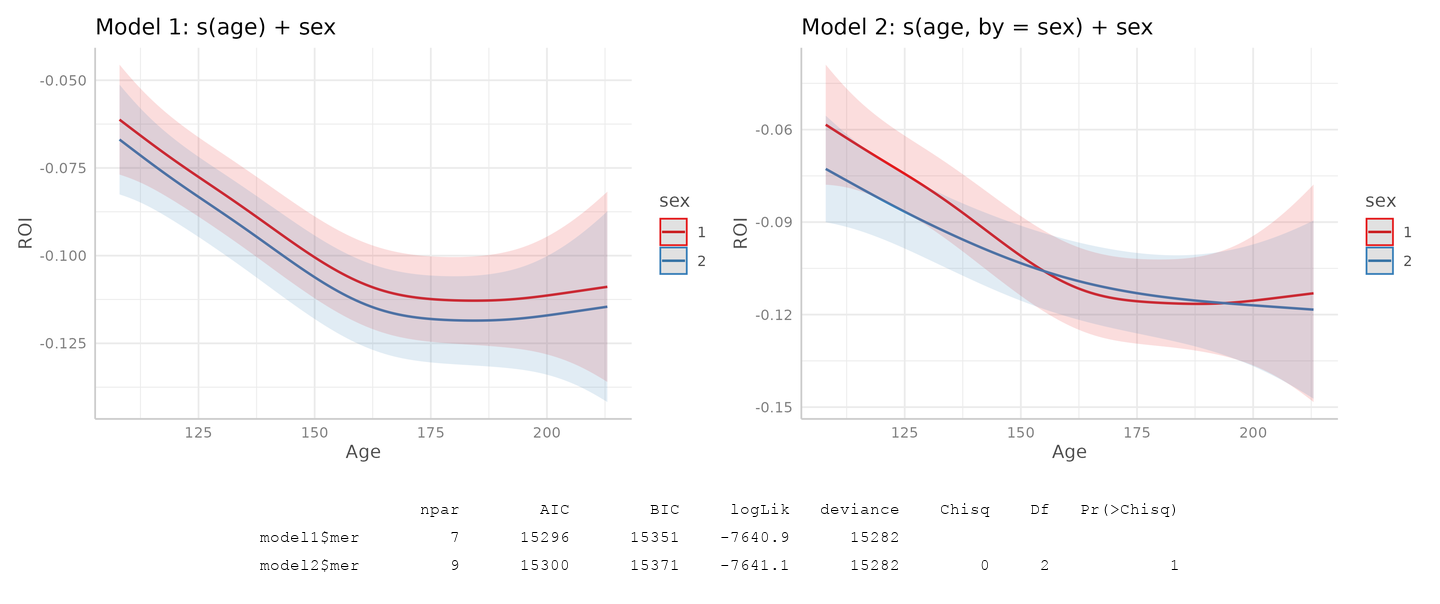 Model 1: s(age) + sex
-0.050
-0.075
-0.100
-0.125
ROI
125 150 175 200
Age
sex
1
2
Model 2: s(age, by = sex) + sex
-0.06
-0.09
-0.12
-0.15
ROI
125 150 175 200
Age
sex
1
2
npar AIC BIC logLik deviance Chisq Df Pr(>Chisq)
model1$mer 7 15296 15351 -7640.9 15282
model2$mer 9 15300 15371 -7641.1 15282 0 2 1